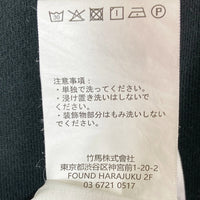 注意事項:
・単独で洗ってください。
・浸け置き洗いはしないで
ください。
・装飾物部分はもみ洗いしない
でください。
竹馬株式会社
東京都渋谷区神宮前1-20-2
FOUND HARAJUKU 2F
03 6721 0517